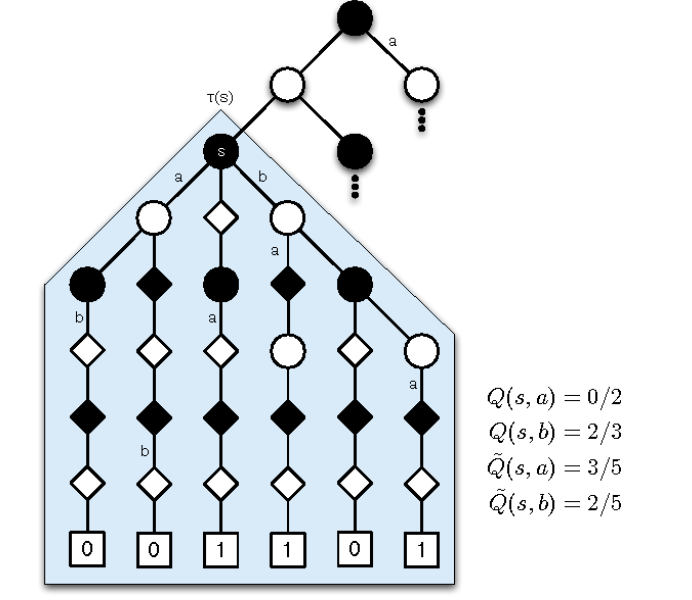 a
τ(s)
s
a b
a
b a
a
b
0 0 1 1 0 1
Q(s, a) = 0/2
Q(s, b) = 2/3
Q̃(s, a) = 3/5
Q̃(s, b) = 2/5